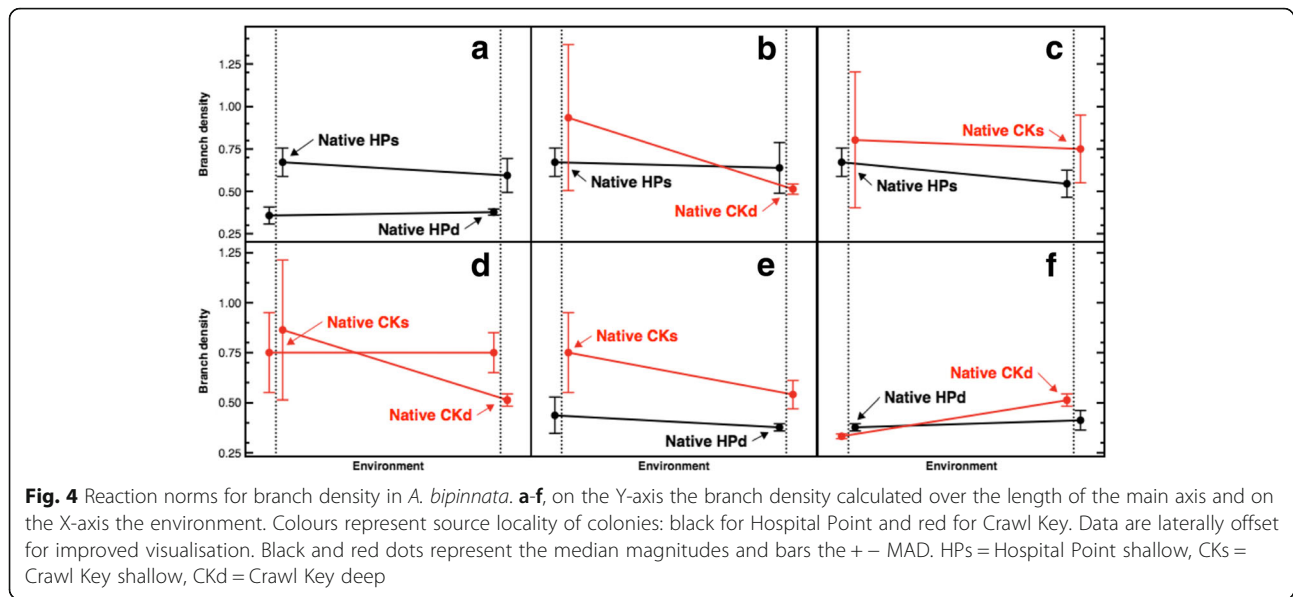 a
b
c
1.25
1.00
0.75
0.50
0.25
Branch density
Native HPs
Native HPd
Native HPs
Native CKd
Native CKs
Native HPs
d
e
f
1.25
1.00
0.75
0.50
0.25
Branch density
Native CKs
Native CKd
Native CKs
Native HPd
Native CKd
Native HPd
Environment
Environment
Environment
Fig. 4 Reaction norms for branch density in A. bipinnata. a-f, on the Y-axis the branch density calculated over the length of the main axis and on
the X-axis the environment. Colours represent source locality of colonies: black for Hospital Point and red for Crawl Key. Data are laterally offset
for improved visualisation. Black and red dots represent the median magnitudes and bars the + − MAD. HPs = Hospital Point shallow, CKs =
Crawl Key shallow, CKd = Crawl Key deep